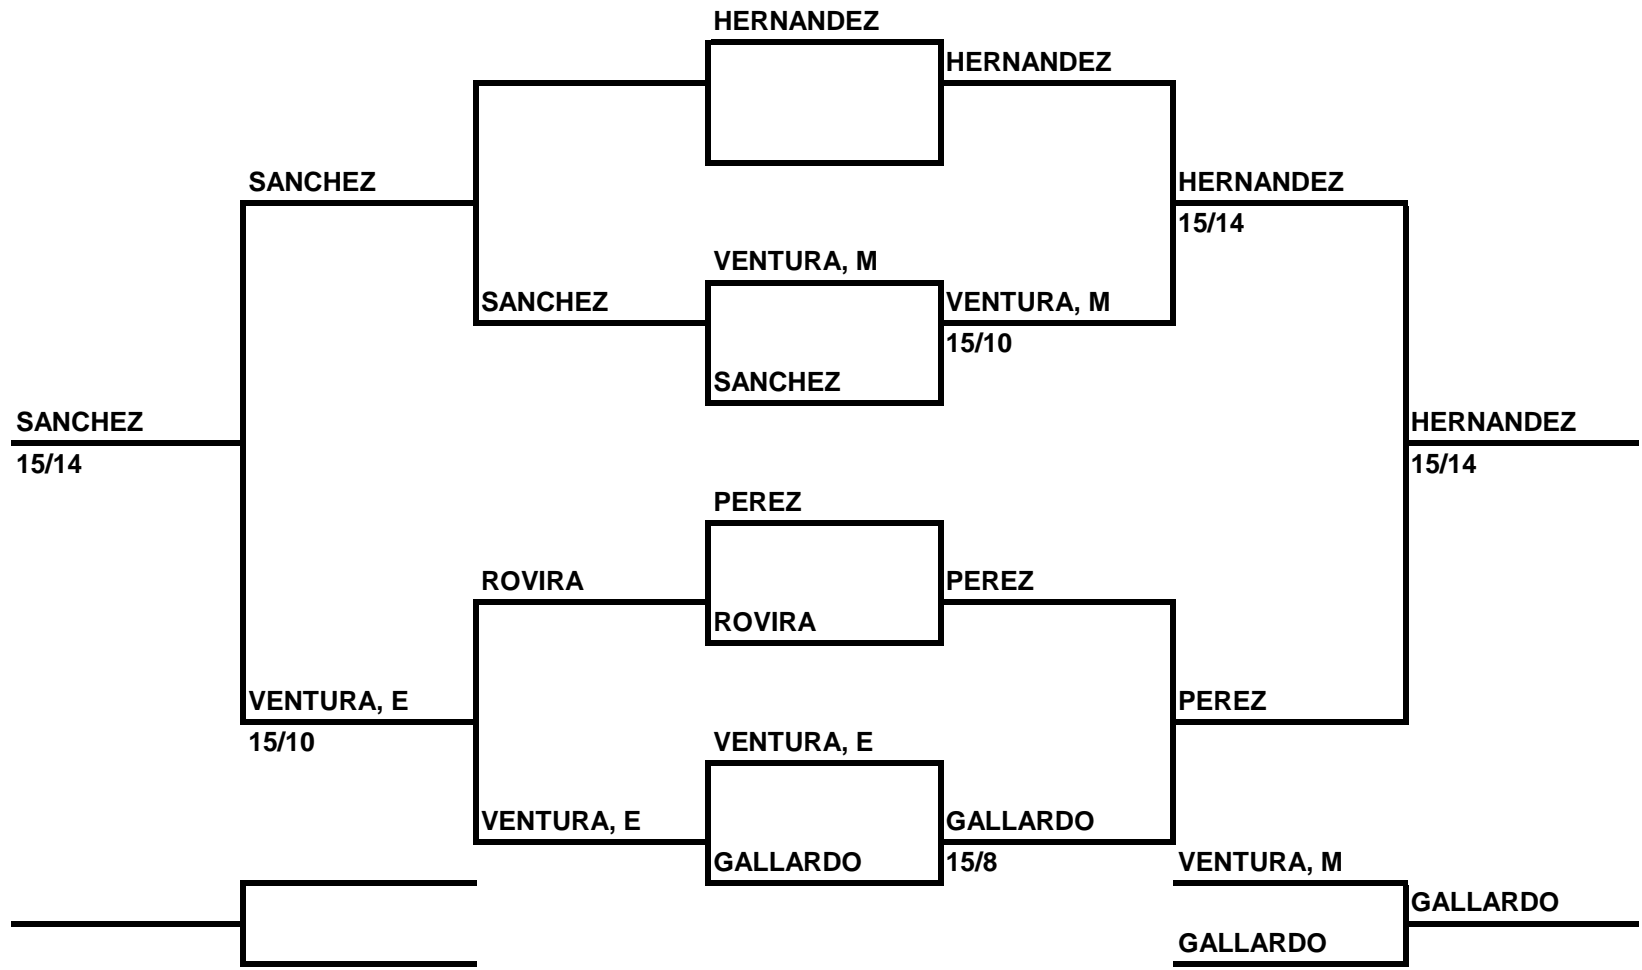 HERNANDEZ
HERNANDEZ
SANCHEZ
HERNANDEZ
15/14
VENTURA, M
SANCHEZ
VENTURA, M
15/10
SANCHEZ
SANCHEZ
HERNANDEZ
15/14
15/14
PEREZ
ROVIRA
PEREZ
ROVIRA
VENTURA, E
PEREZ
15/10
VENTURA, E
VENTURA, E
GALLARDO
GALLARDO
15/8
VENTURA, M
GALLARDO
GALLARDO